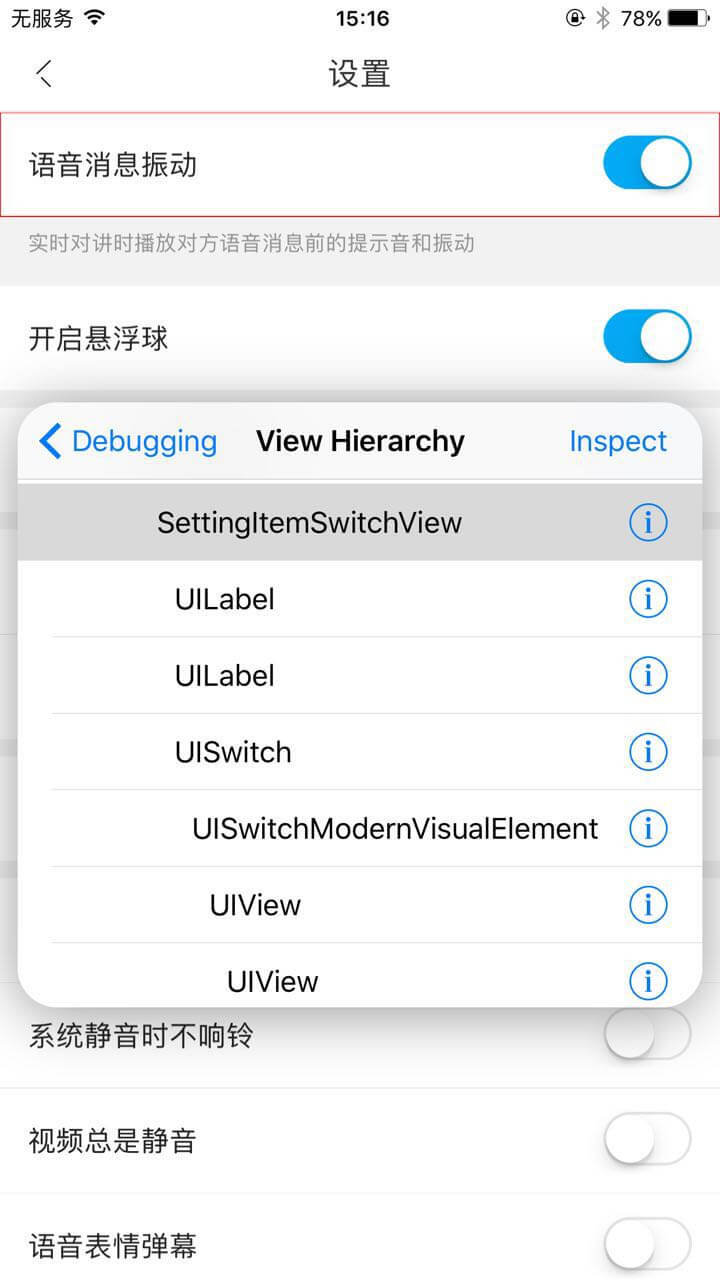 无服务 15:16 78%
设置
语音消息振动
实时对讲时播放对方语音消息前的提示音和振动
开启悬浮球
Debugging View Hierarchy Inspect
SettingItemSwitchView
UILabel
UILabel
UISwitch
UISwitchModernVisualElement
UIView
UIView
系统静音时不响铃
视频总是静音
语音表情弹幕